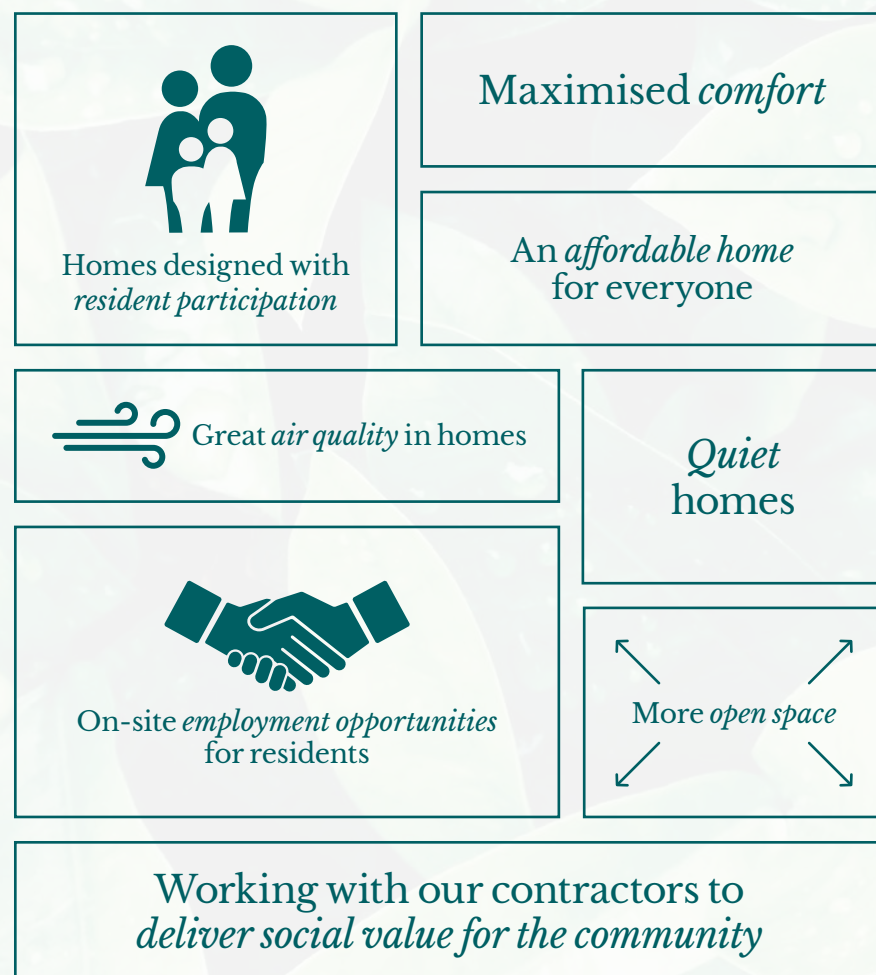 Homes designed with
resident participation
Maximised comfort
An affordable home
for everyone
Great air quality in homes
Quiet
homes
On-site employment opportunities
for residents
More open space
Working with our contractors to
deliver social value for the community